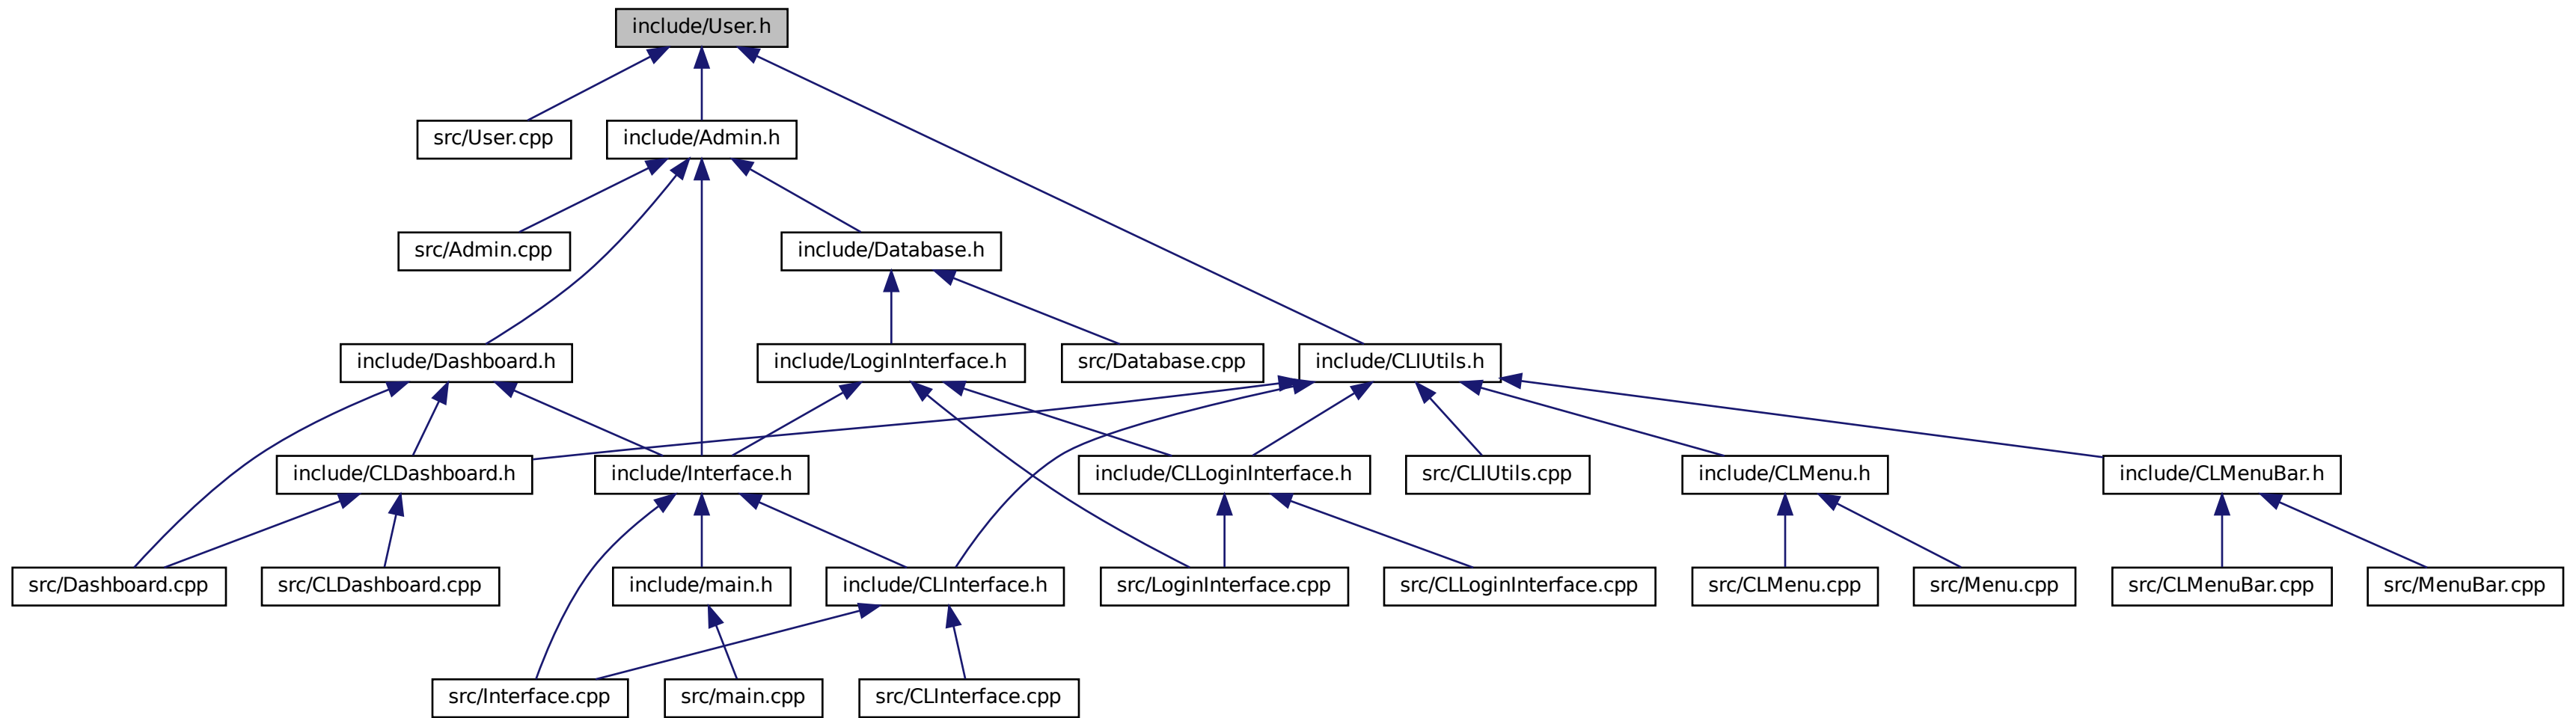 include/User.h
src/User.cpp
include/Admin.h
src/Admin.cpp
include/Database.h
include/Dashboard.h
include/LoginInterface.h
src/Database.cpp
include/CLIUtils.h
include/CLDashboard.h
include/Interface.h
include/CLLoginInterface.h
src/CLIUtils.cpp
include/CLMenu.h
include/CLMenuBar.h
src/Dashboard.cpp
src/CLDashboard.cpp
include/main.h
include/CLInterface.h
src/LoginInterface.cpp
src/CLLoginInterface.cpp
src/CLMenu.cpp
src/Menu.cpp
src/CLMenuBar.cpp
src/MenuBar.cpp
src/Interface.cpp
src/main.cpp
src/CLInterface.cpp